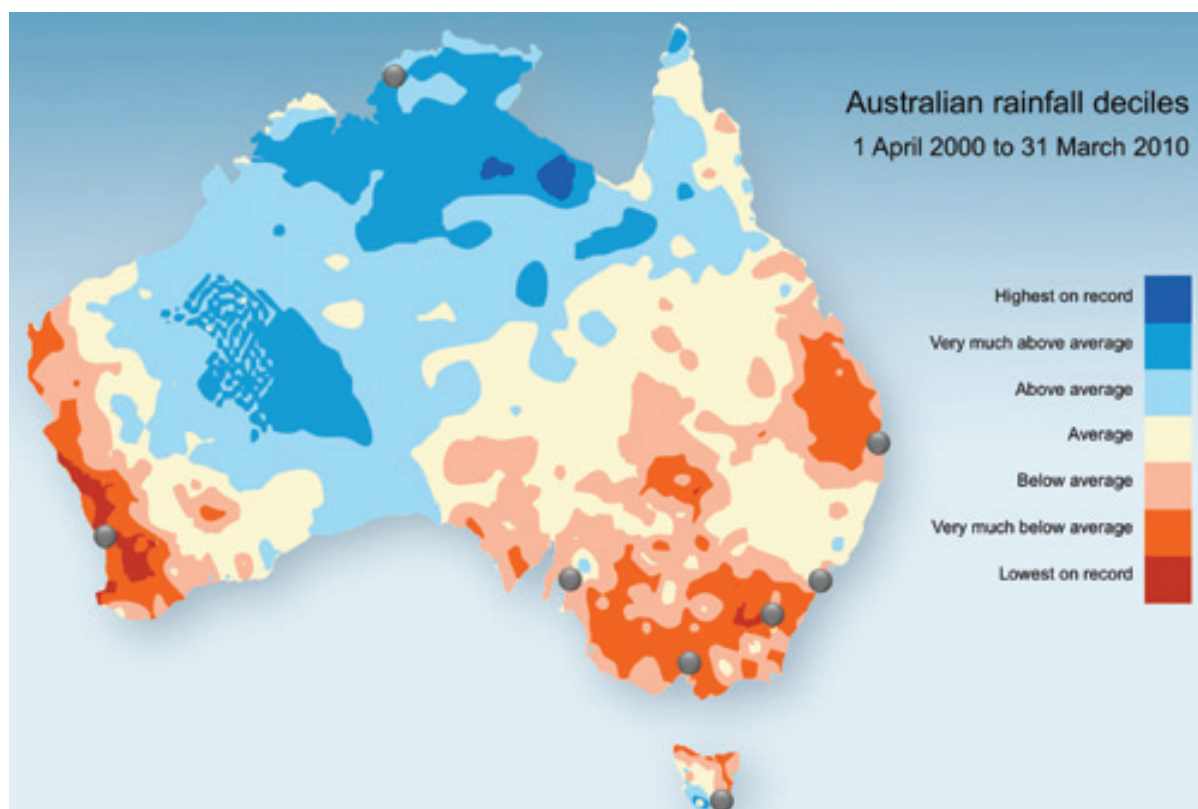 Australian rainfall deciles
1 April 2000 to 31 March 2010
Highest on record
Very much above average
Above average
Average
Below average
Very much below average
Lowest on record